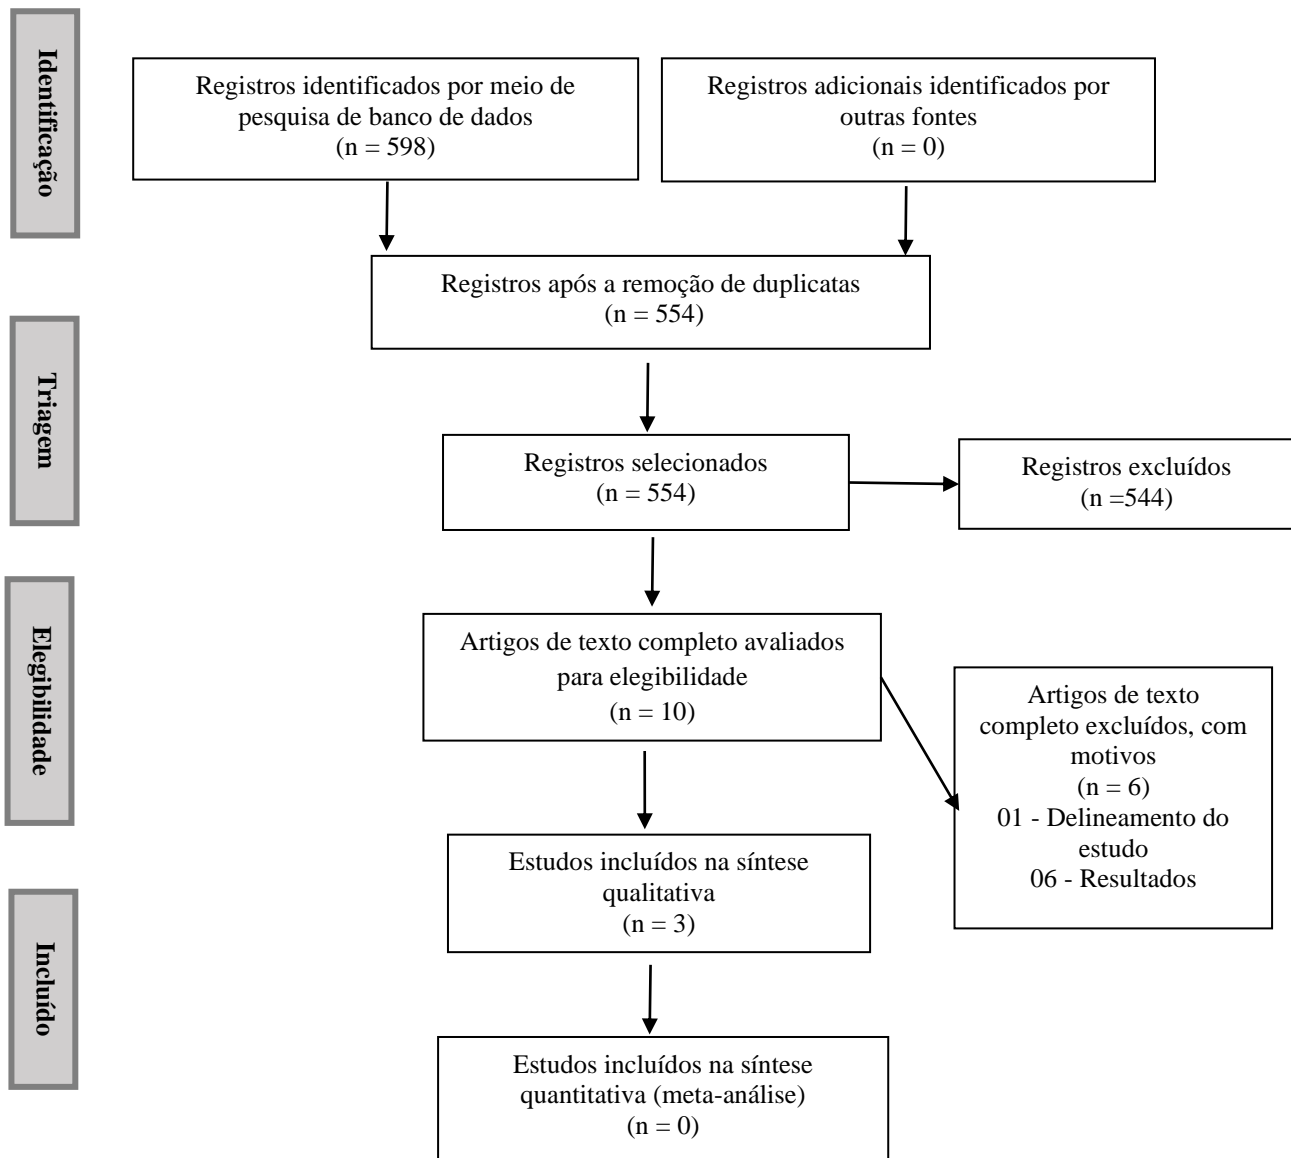 Identificação
Registros identificados por meio de
pesquisa de banco de dados
(n = 598)
Registros adicionais identificados por
outras fontes
(n = 0)
Registros após a remoção de duplicatas
(n = 554)
Triagem
Registros selecionados
(n = 554)
Registros excluídos
(n =544)
Elegibilidade
Artigos de texto completo avaliados
para elegibilidade
(n = 10)
Artigos de texto
completo excluídos, com
motivos
(n = 6)
01 - Delineamento do
estudo
06 - Resultados
Estudos incluídos na síntese
qualitativa
(n = 3)
Incluído
Estudos incluídos na síntese
quantitativa (meta-análise)
(n = 0)